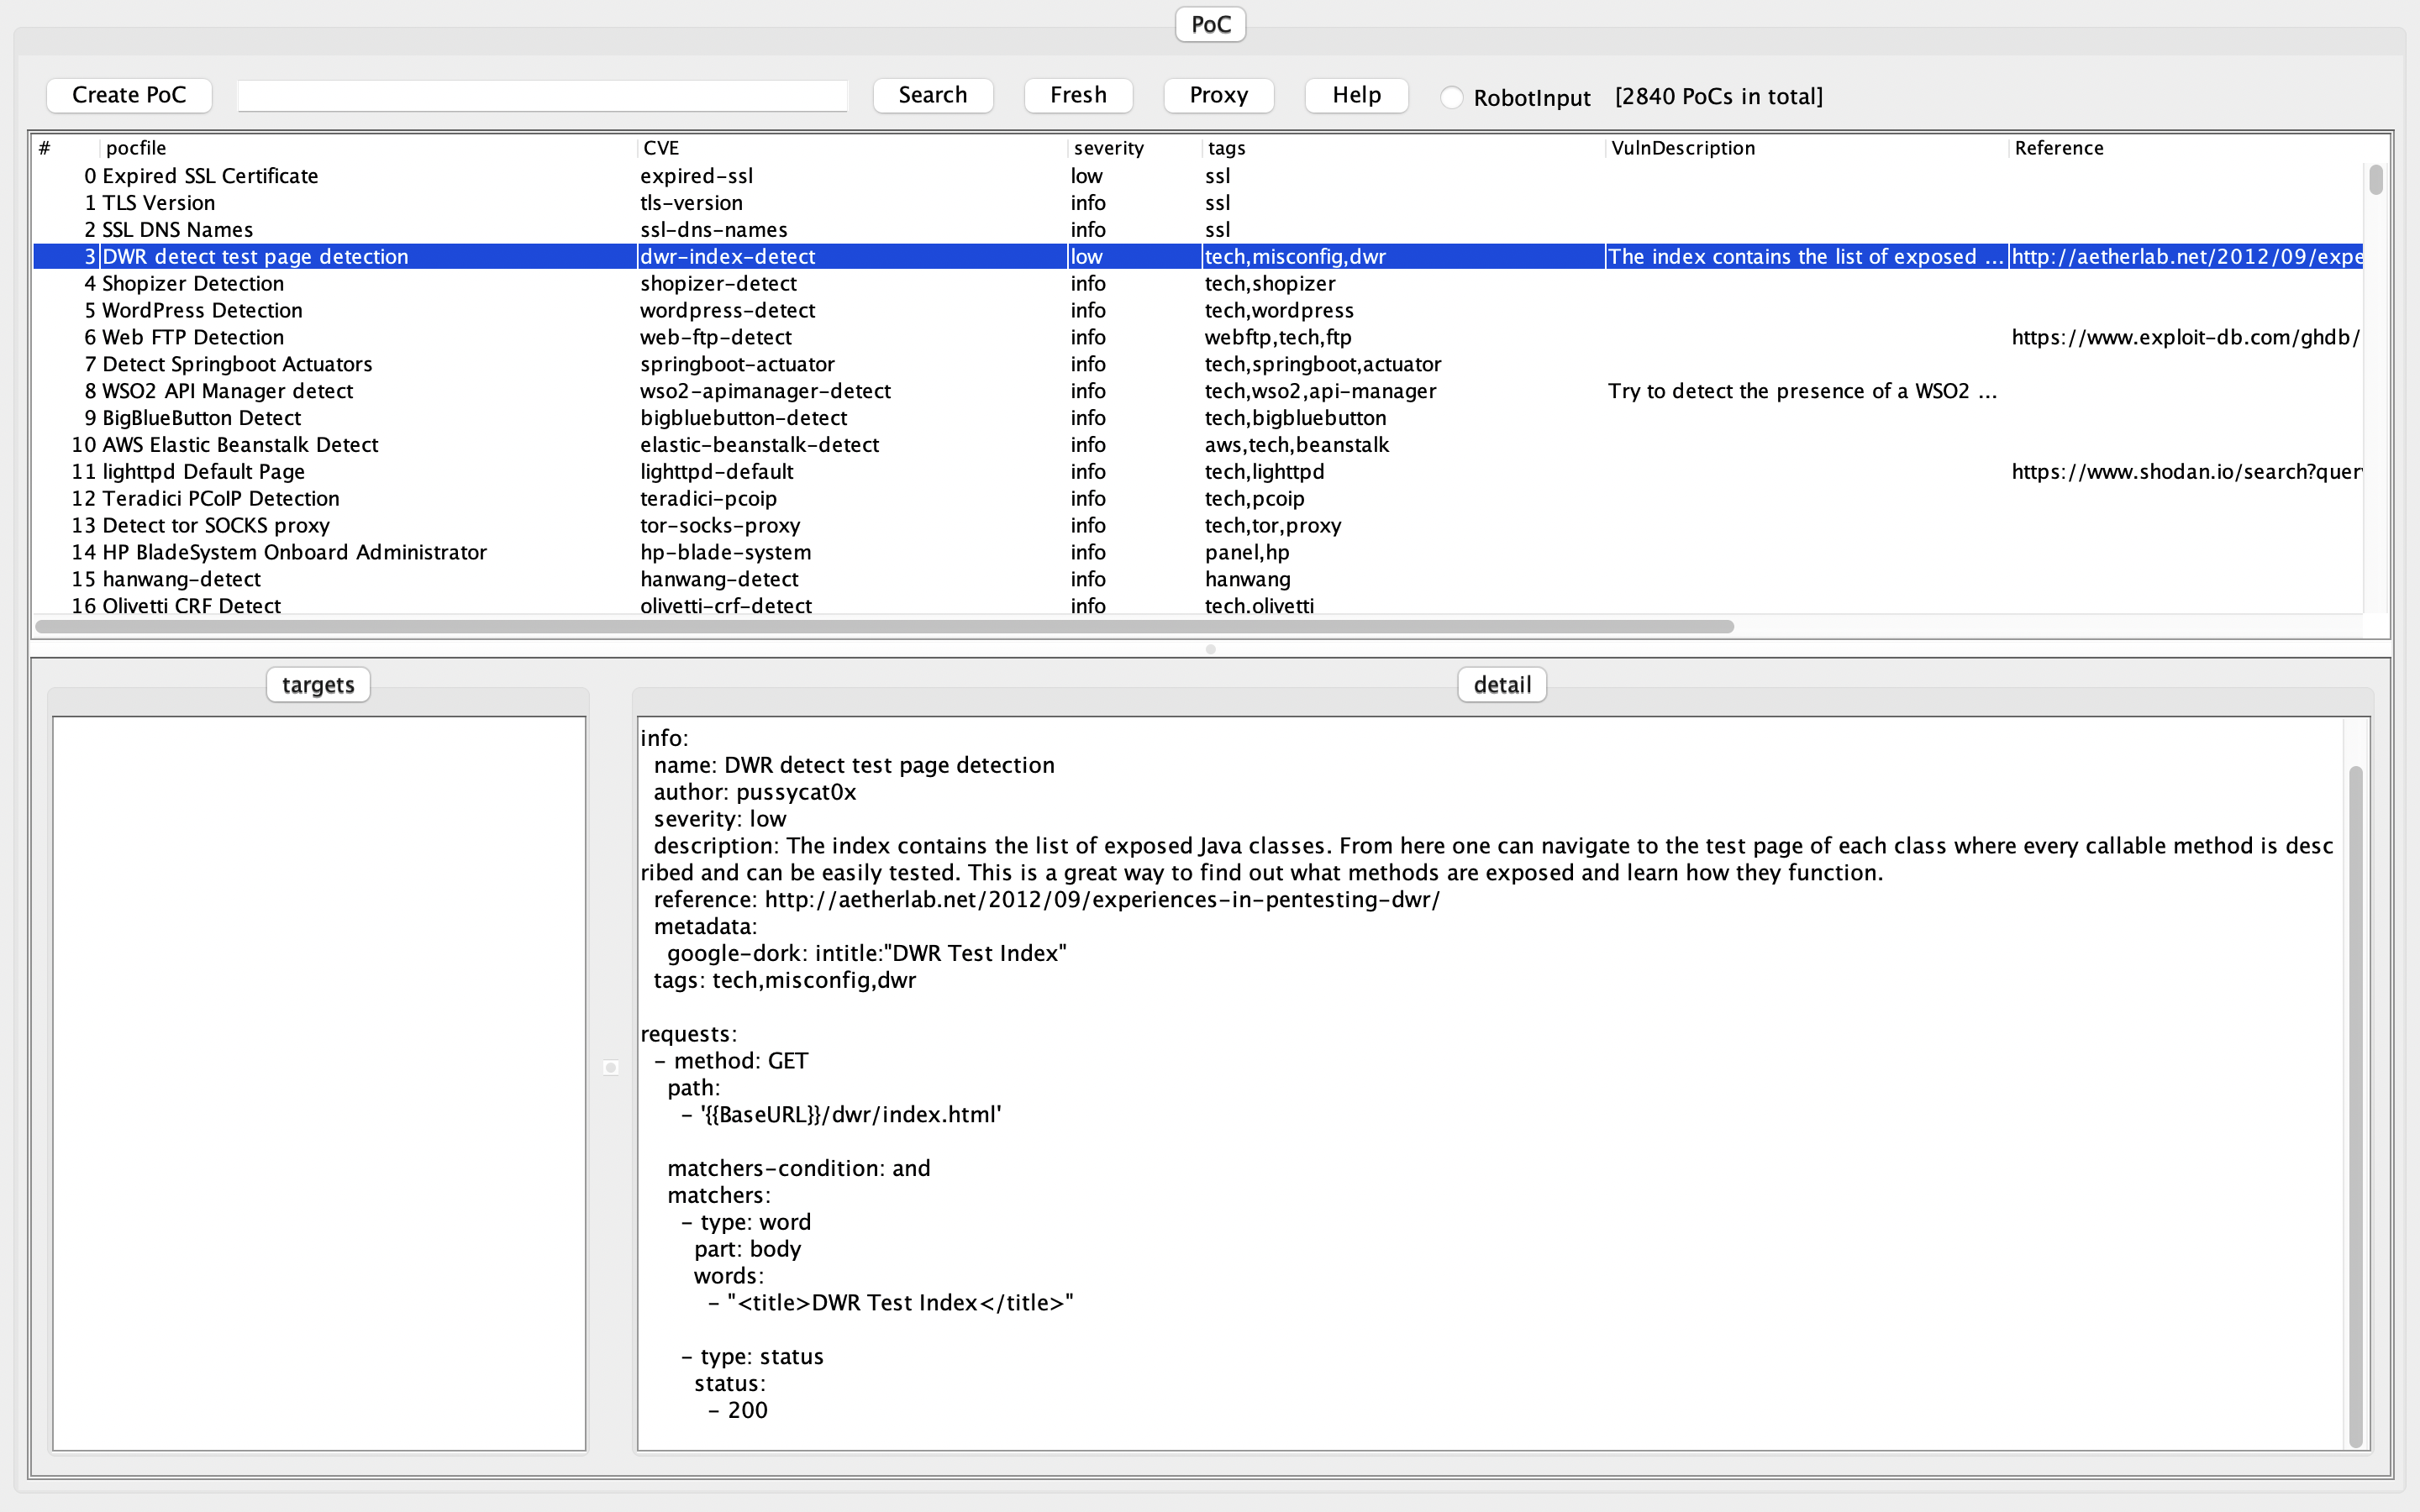 PoC
Create PoC Search Fresh Proxy Help RobotInput [2840 PoCs in total]
# pocfile CVE severity tags VulnDescription Reference
0 Expired SSL Certificate expired-ssl low ssl
1 TLS Version tls-version info ssl
2 SSL DNS Names ssl-dns-names info ssl
3 DWR detect test page detection dwr-index-detect low tech,misconfig,dwr The index contains the list of exposed ... http://aetherlab.net/2012/09/expe
4 Shopizer Detection shopizer-detect info tech,shopizer
5 WordPress Detection wordpress-detect info tech,wordpress
6 Web FTP Detection web-ftp-detect info webftp,tech,ftp https://www.exploit-db.com/ghdb/
7 Detect Springboot Actuators springboot-actuator info tech,springboot,actuator
8 WSO2 API Manager detect wso2-apimanager-detect info tech,wso2,api-manager Try to detect the presence of a WSO2 ...
9 BigBlueButton Detect bigbluebutton-detect info tech,bigbluebutton
10 AWS Elastic Beanstalk Detect elastic-beanstalk-detect info aws,tech,beanstalk
11 lighttpd Default Page lighttpd-default info tech,lighttpd https://www.shodan.io/search?quer
12 Teradici PCoIP Detection teradici-pcoip info tech,pcoip
13 Detect tor SOCKS proxy tor-socks-proxy info tech,tor,proxy
14 HP BladeSystem Onboard Administrator hp-blade-system info panel,hp
15 hanwang-detect hanwang-detect info hanwang
16 Olivetti CRF Detect olivetti-crf-detect info tech,olivetti
targets
detail
info:
name: DWR detect test page detection
author: pussycat0x
severity: low
description: The index contains the list of exposed Java classes. From here one can navigate to the test page of each class where every callable method is desc
ribed and can be easily tested. This is a great way to find out what methods are exposed and learn how they function.
reference: http://aetherlab.net/2012/09/experiences-in-pentesting-dwr/
metadata:
google-dork: intitle:"DWR Test Index"
tags: tech,misconfig,dwr
requests:
- method: GET
path:
- '{{BaseURL}}/dwr/index.html'
matchers-condition: and
matchers:
- type: word
part: body
words:
- "<title>DWR Test Index</title>"
- type: status
status:
- 200